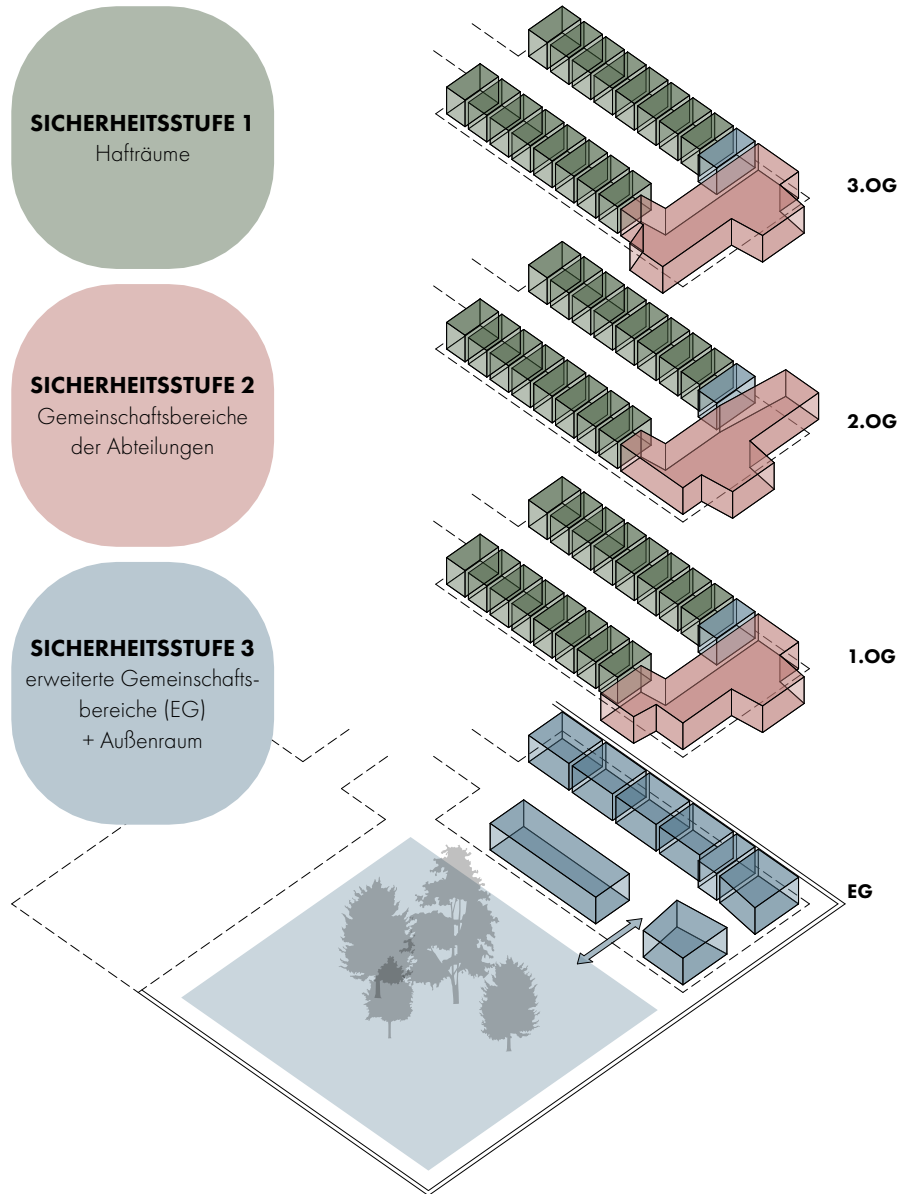 SICHERHEITSSTUFE 1
Hafträume
SICHERHEITSSTUFE 2
Gemeinschaftsbereiche
der Abteilungen
SICHERHEITSSTUFE 3
erweiterte Gemeinschafts-
bereiche (EG)
+ Außenraum
3.OG
2.OG
1.OG
EG